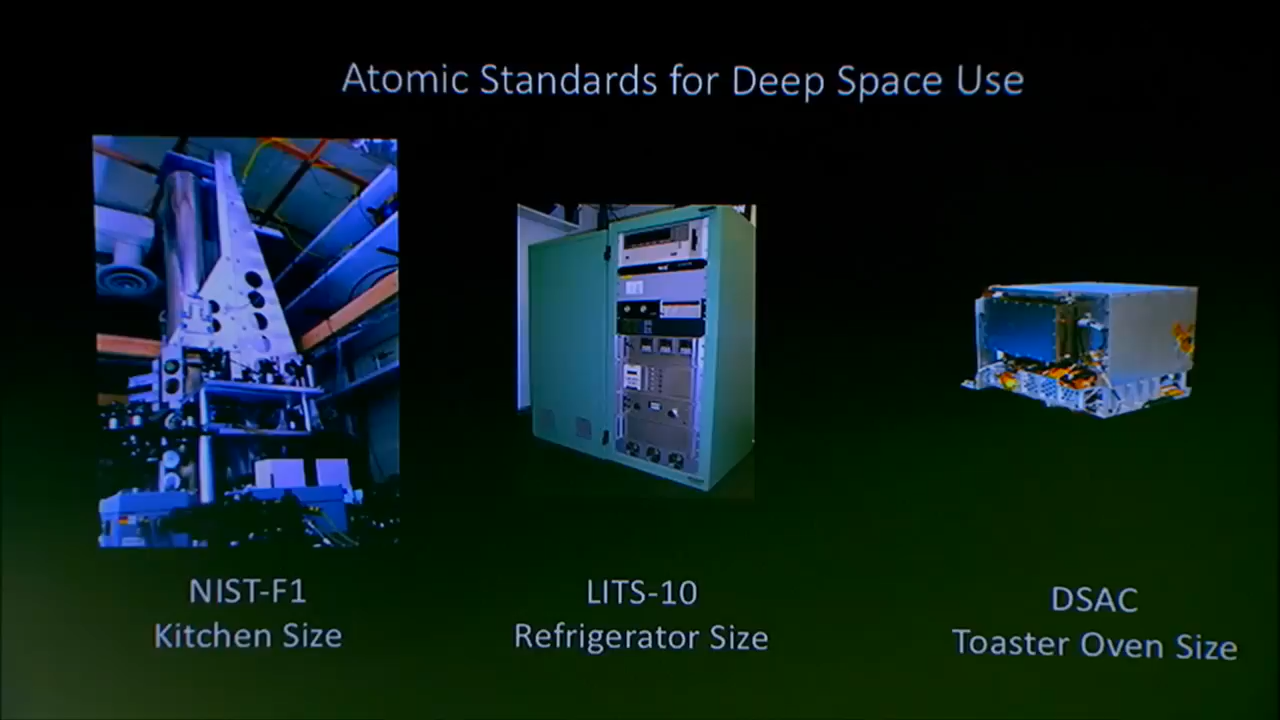 Atomic Standards for Deep Space Use
NIST-F1
Kitchen Size
LITS-10
Refrigerator Size
DSAC
Toaster Oven Size